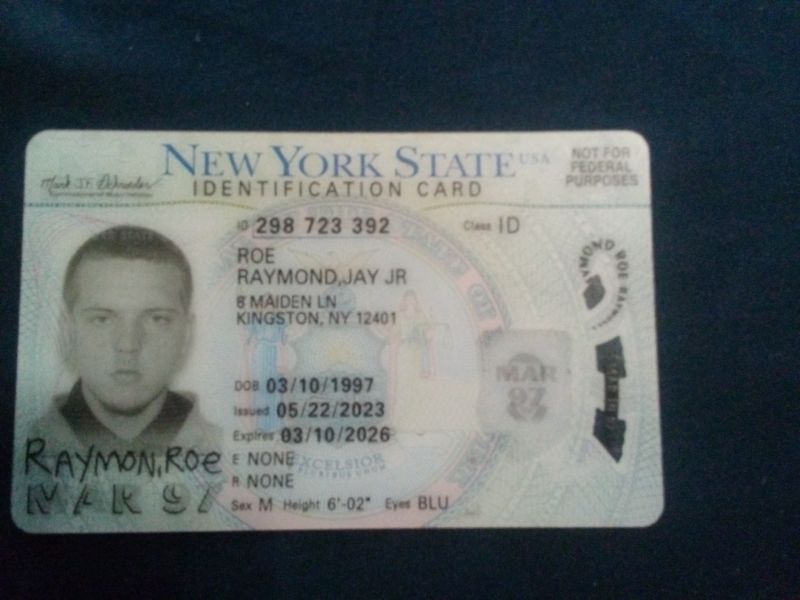 NEW YORK STATE USA
IDENTIFICATION CARD
NOT FOR
FEDERAL
PURPOSES
ID 298 723 392
Class ID
ROE
RAYMOND,JAY JR
8 MAIDEN LN
KINGSTON, NY 12401
DOB 03/10/1997
Issued 05/22/2023
Expires 03/10/2026
E NONE
R NONE
Sex M Height 6'-02" Eyes BLU
EXCELSIOR
RAYMON,ROE
MAR 97
MAR
97